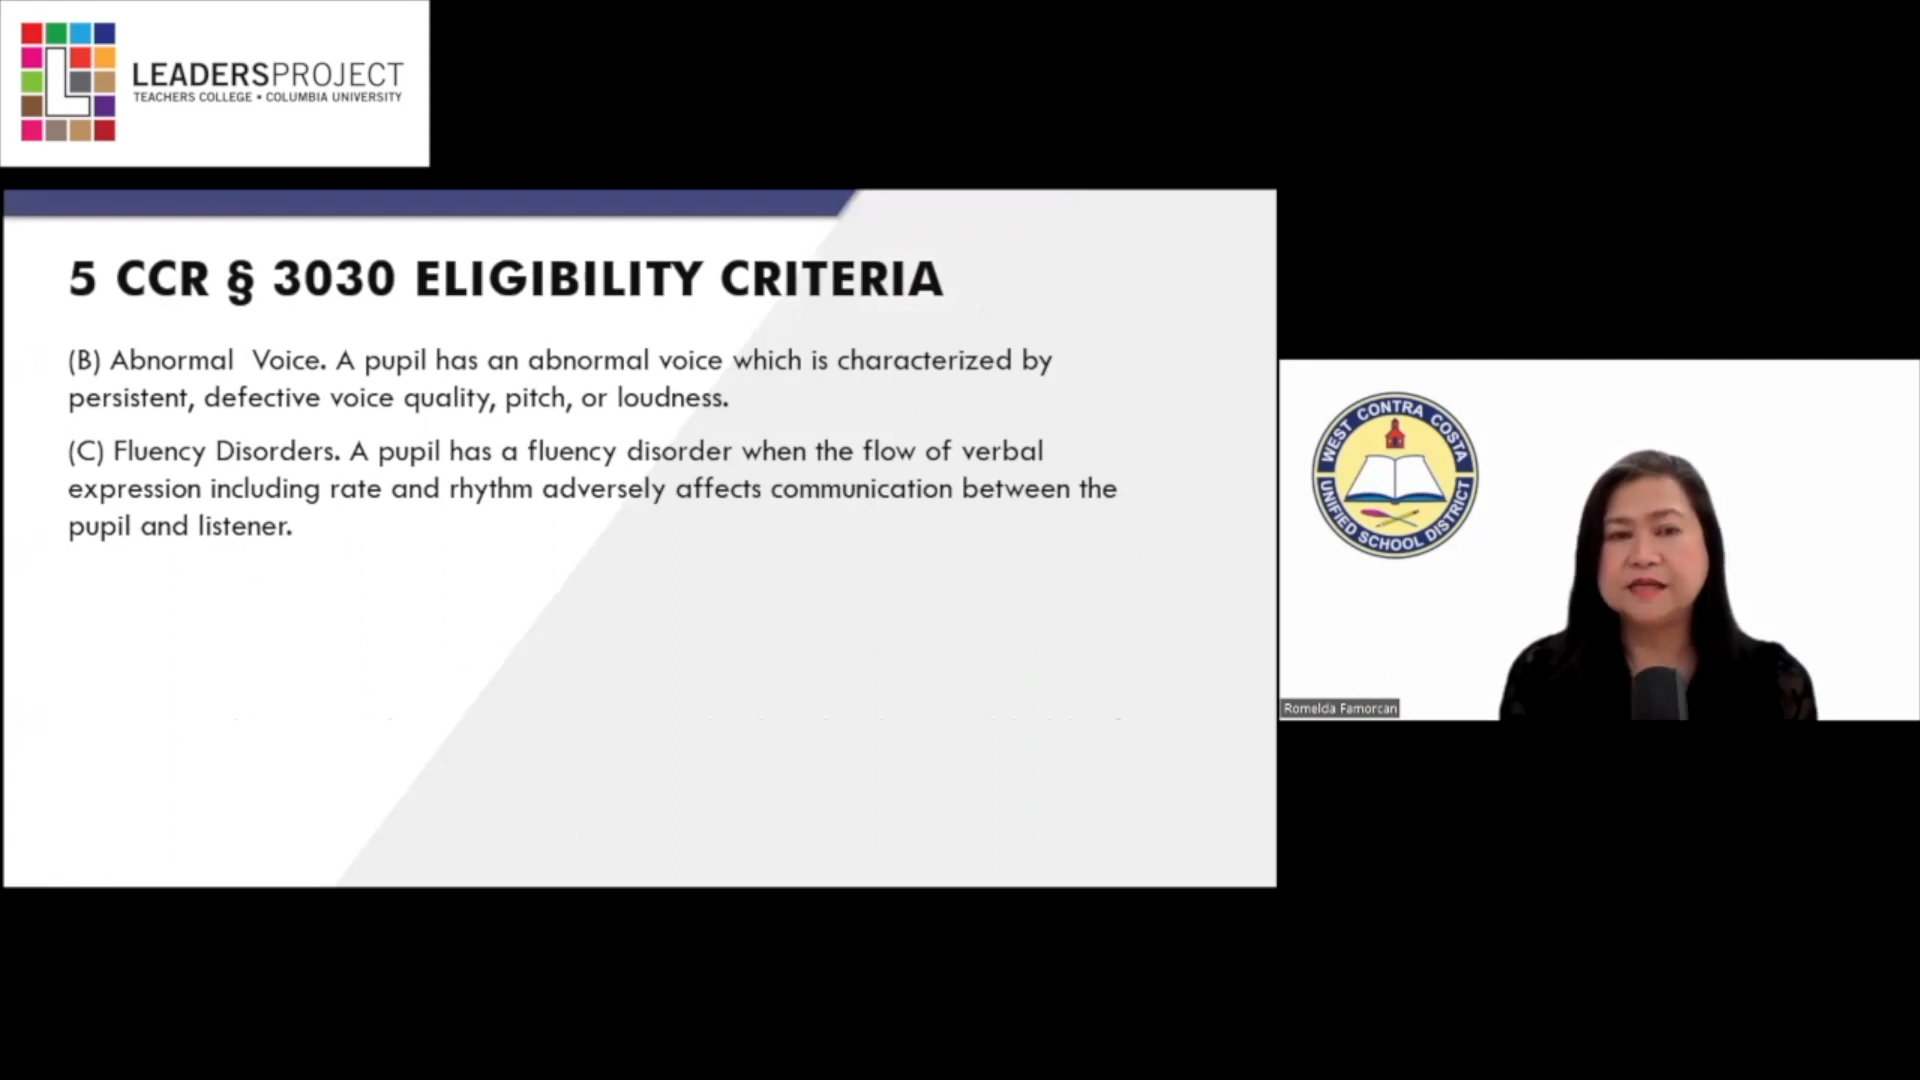 LEADERSPROJECT
TEACHERS COLLEGE • COLUMBIA UNIVERSITY
5 CCR § 3030 ELIGIBILITY CRITERIA
(B) Abnormal  Voice. A pupil has an abnormal voice which is characterized by
persistent, defective voice quality, pitch, or loudness.
(C) Fluency Disorders. A pupil has a fluency disorder when the flow of verbal
expression including rate and rhythm adversely affects communication between the
pupil and listener.
WEST CONTRA COSTA
UNIFIED SCHOOL DISTRICT
Romelda Famorcan